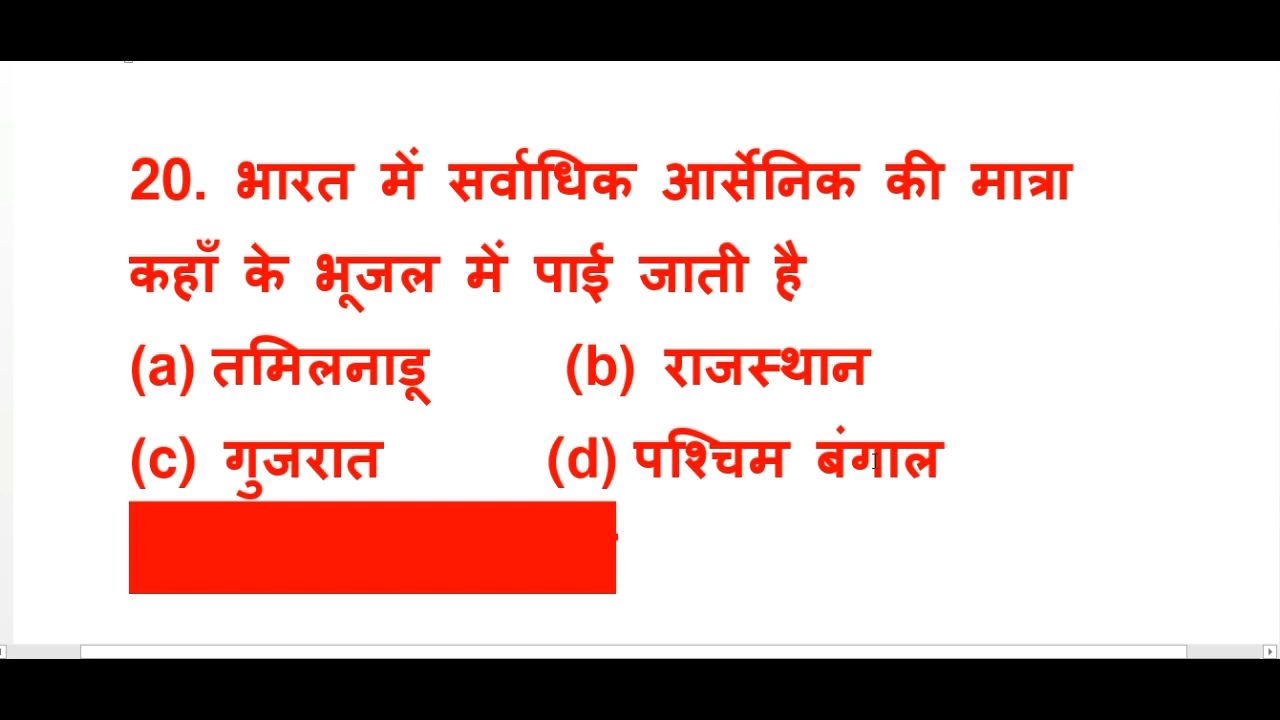 20. भारत में सर्वाधिक आर्सेनिक की मात्रा
कहाँ के भूजल में पाई जाती है
(a) तमिलनाडू (b) राजस्थान
(c) गुजरात (d) पश्चिम बंगाल